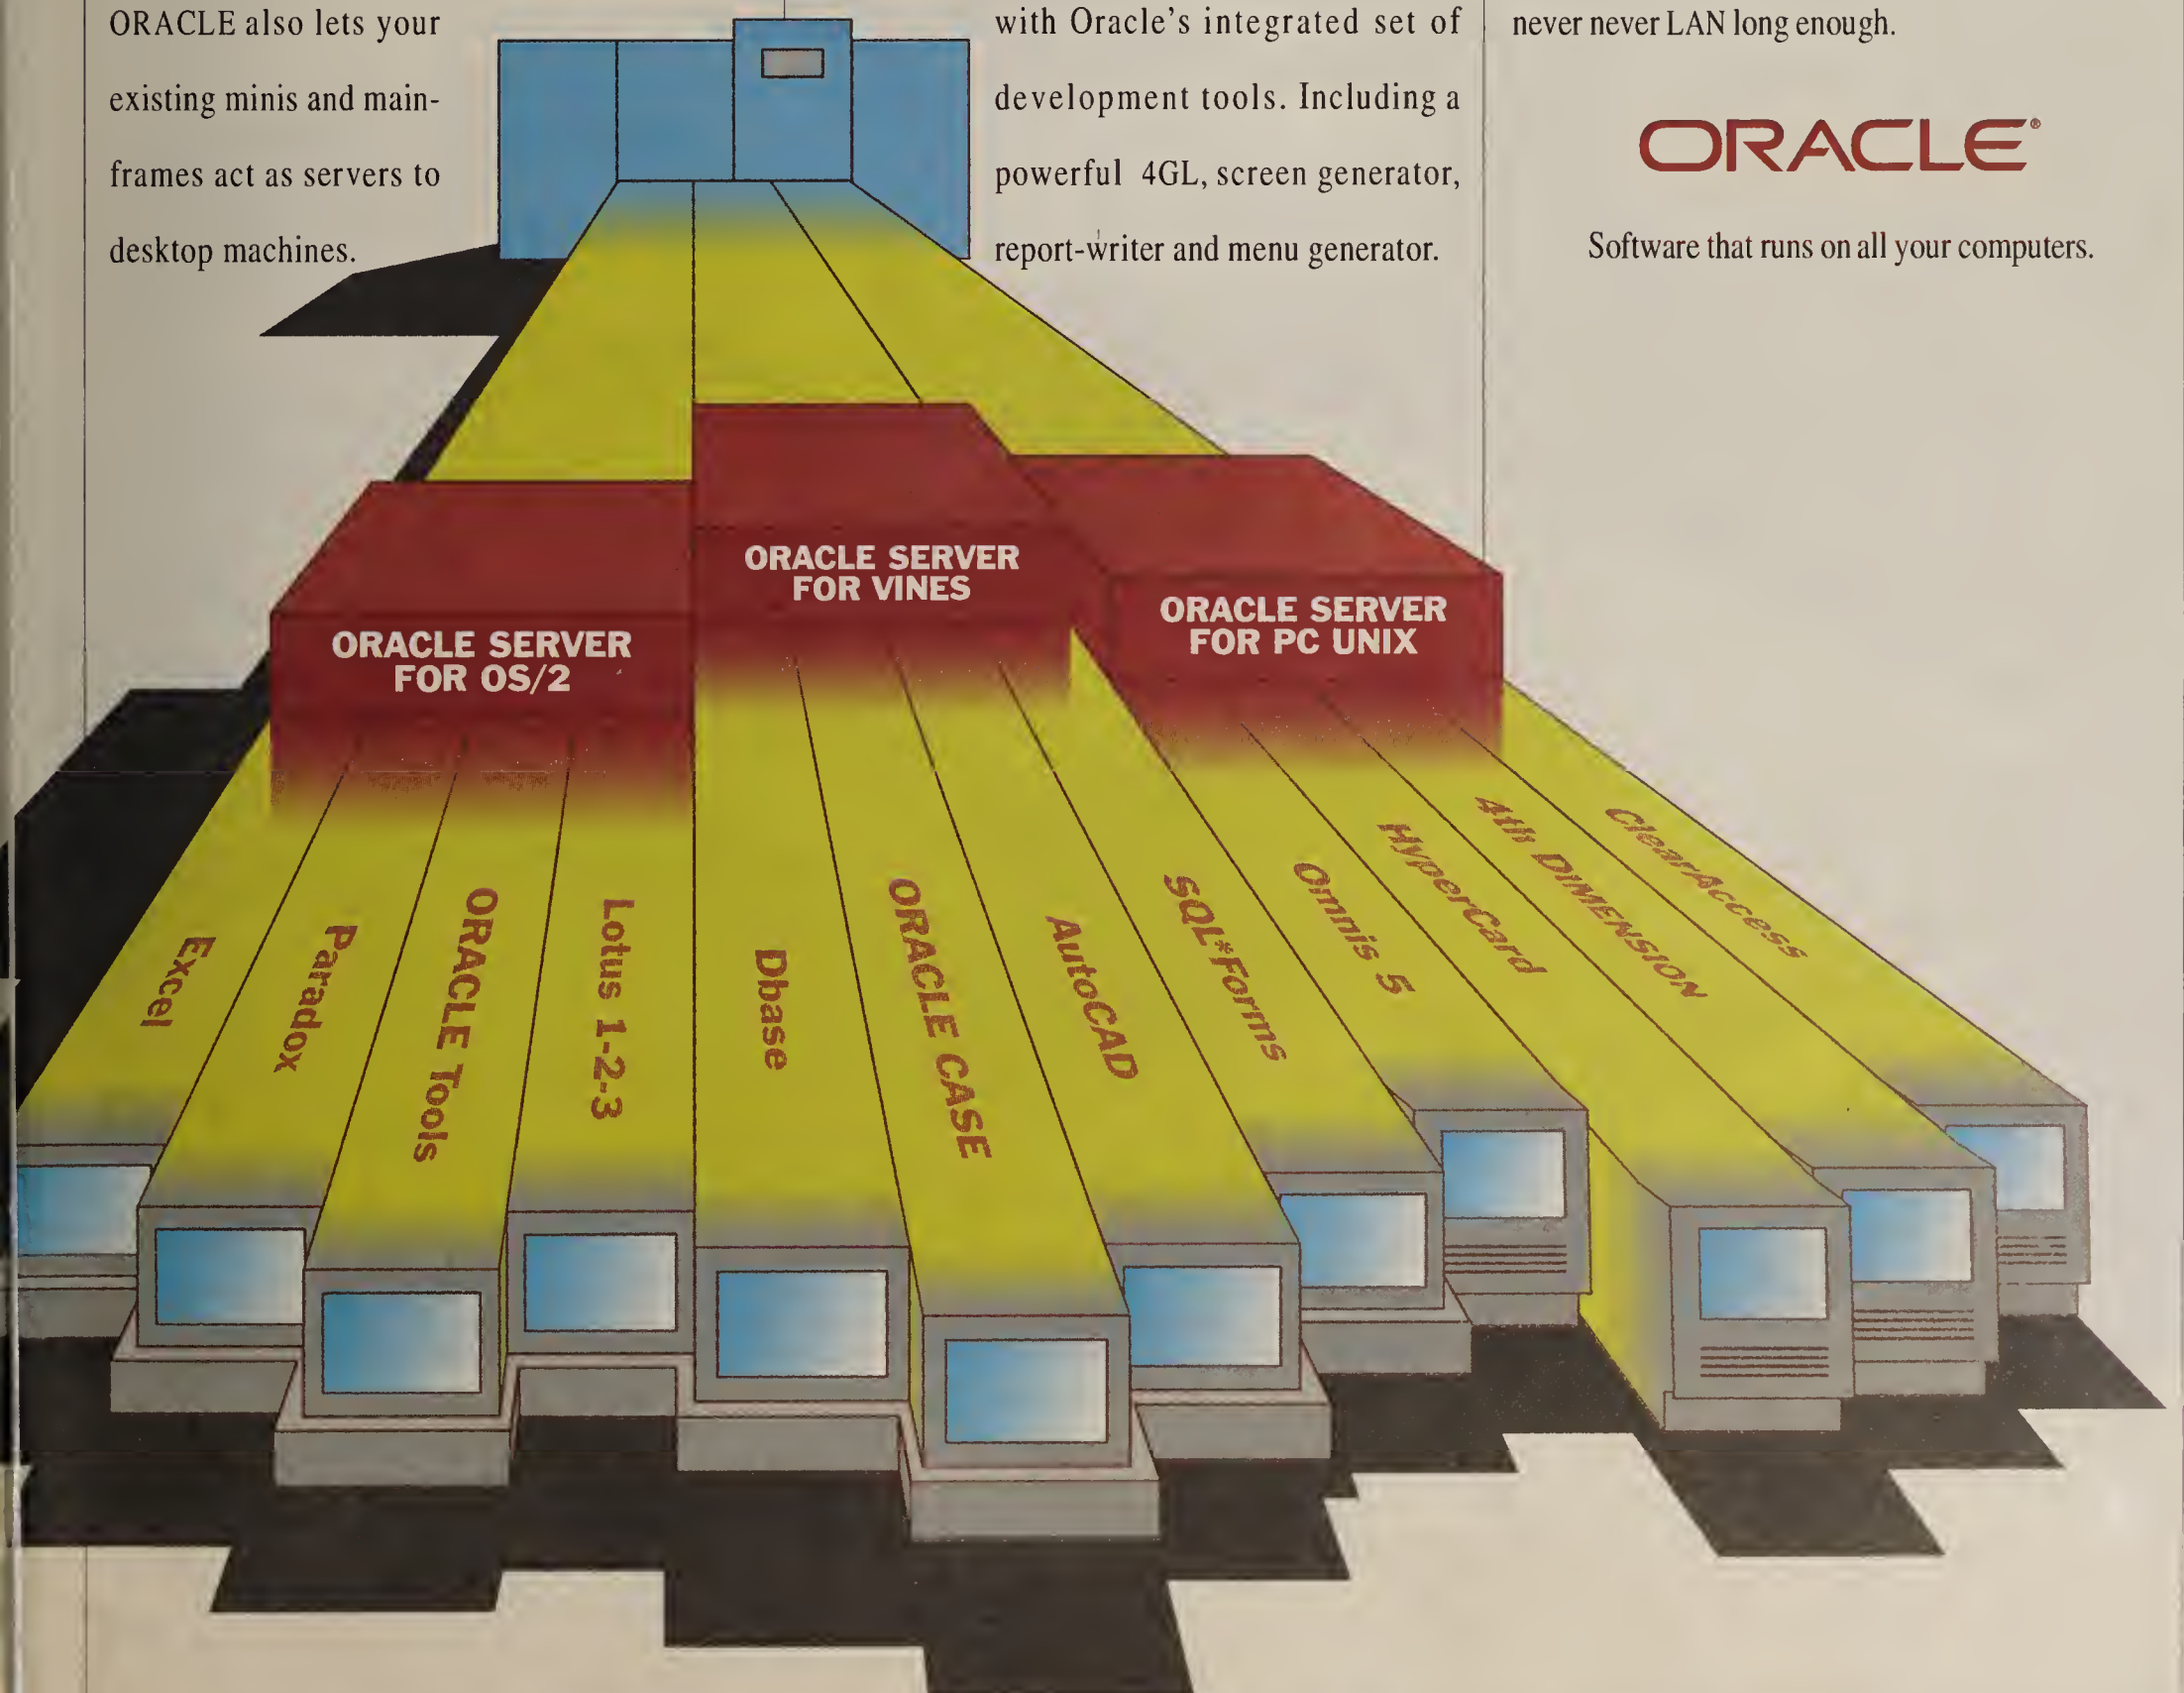 ORACLE also lets your
existing minis and main-
frames act as servers to
desktop machines.
with Oracle's integrated set of
development tools. Including a
powerful 4GL, screen generator,
report-writer and menu generator.
never never LAN long enough.
ORACLE®
Software that runs on all your computers.
ORACLE SERVER
FOR OS/2
ORACLE SERVER
FOR VINES
ORACLE SERVER
FOR PC UNIX
Excel
Paradox
ORACLE Tools
Lotus 1-2-3
Dbase
ORACLE CASE
AutoCAD
SQL*Forms
Omnis 5
HyperCard
4th DIMENSION
ClearAccess